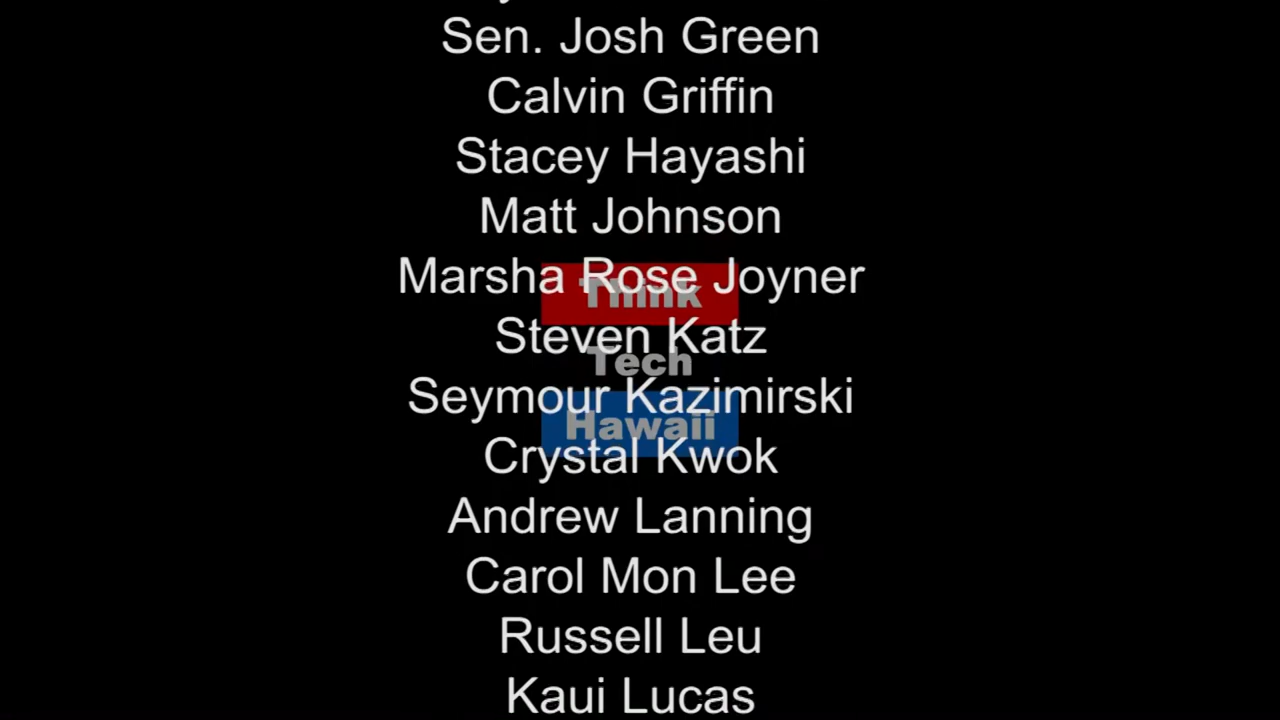 Sen. Josh Green
Calvin Griffin
Stacey Hayashi
Matt Johnson
Marsha Rose Joyner
Think
Steven Katz
Tech
Seymour Kazimirski
Hawaii
Crystal Kwok
Andrew Lanning
Carol Mon Lee
Russell Leu
Kaui Lucas